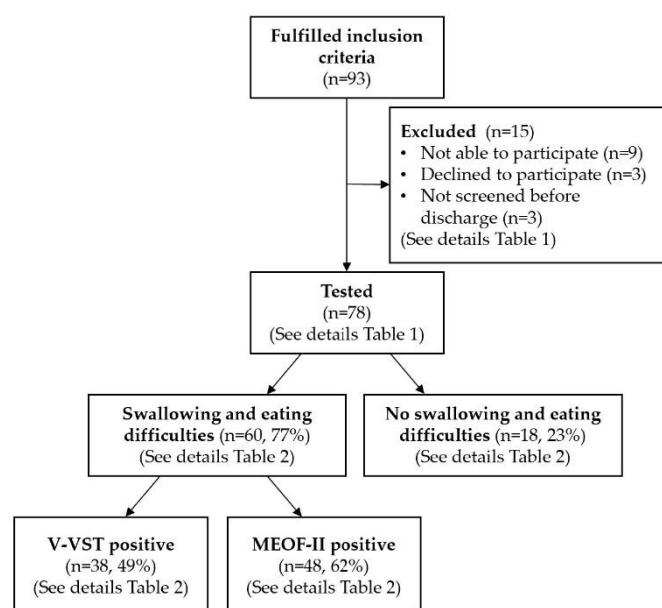 Fulfilled inclusion
criteria
(n=93)
Excluded (n=15)
• Not able to participate (n=9)
• Declined to participate (n=3)
• Not screened before
discharge (n=3)
(See details Table 1)
Tested
(n=78)
(See details Table 1)
Swallowing and eating
difficulties (n=60, 77%)
(See details Table 2)
No swallowing and eating
difficulties (n=18, 23%)
(See details Table 2)
V-VST positive
(n=38, 49%)
(See details Table 2)
MEOF-II positive
(n=48, 62%)
(See details Table 2)